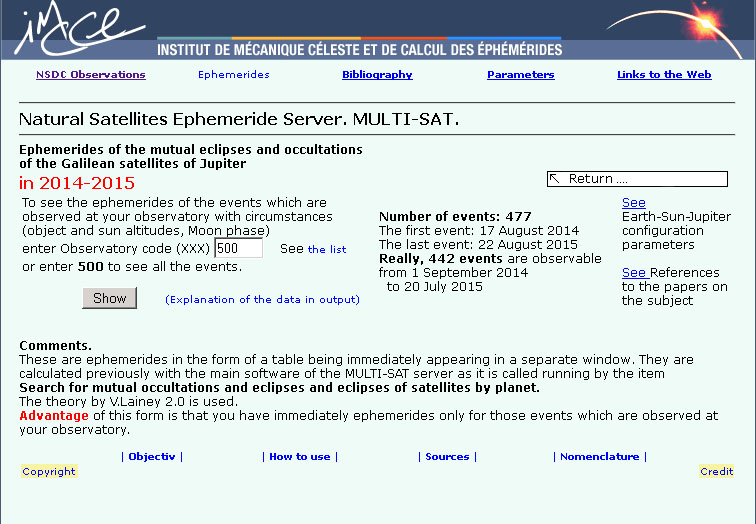 imcce
INSTITUT DE MÉCANIQUE CÉLESTE ET DE CALCUL DES ÉPHÉMÉRIDES
NSDC Observations Ephemerides Bibliography Parameters Links to the Web
Natural Satellites Ephemeride Server. MULTI-SAT.
Ephemerides of the mutual eclipses and occultations
of the Galilean satellites of Jupiter
in 2014-2015
Return ....
To see the ephemerides of the events which are
observed at your observatory with circumstances
(object and sun altitudes, Moon phase)
enter Observatory code (XXX) 500 See the list
or enter 500 to see all the events.
Show (Explanation of the data in output)
Number of events: 477
The first event: 17 August 2014
The last event: 22 August 2015
Really, 442 events are observable
from 1 September 2014
to 20 July 2015
See
Earth-Sun-Jupiter
configuration
parameters
See References
to the papers on
the subject
Comments.
These are ephemerides in the form of a table being immediately appearing in a separate window. They are
calculated previously with the main software of the MULTI-SAT server as it is called running by the item
Search for mutual occultations and eclipses and eclipses of satellites by planet.
The theory by V.Lainey 2.0 is used.
Advantage of this form is that you have immediately ephemerides only for those events which are observed at
your observatory.
| Objectiv | | How to use | | Sources | | Nomenclature |
Copyright Credit